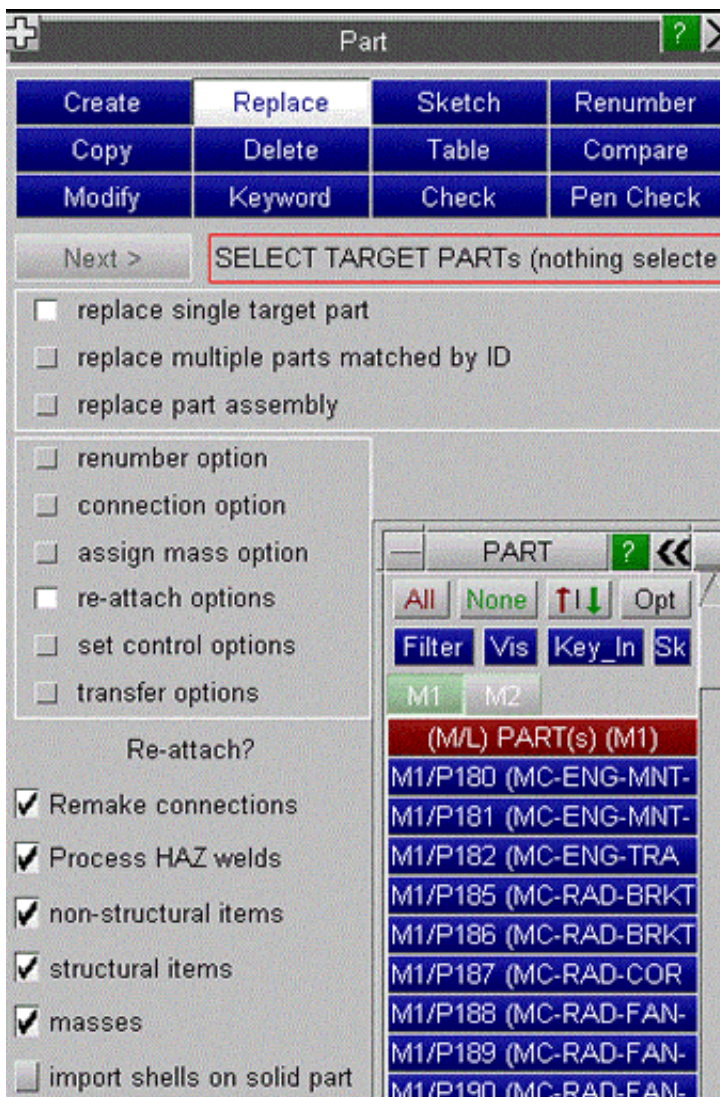 Part ?
Create Replace Sketch Renumber
Copy Delete Table Compare
Modify Keyword Check Pen Check
Next > SELECT TARGET PARTs (nothing selecte
replace single target part
replace multiple parts matched by ID
replace part assembly
renumber option
connection option
assign mass option
re-attach options
set control options
transfer options
Re-attach?
Remake connections
Process HAZ welds
non-structural items
structural items
masses
import shells on solid part
PART ?
All None Opt
Filter Vis Key_In Sk
M1 M2
(M/L) PART(s) (M1)
M1/P180 (MC-ENG-MNT-
M1/P181 (MC-ENG-MNT-
M1/P182 (MC-ENG-TRA
M1/P185 (MC-RAD-BRKT
M1/P186 (MC-RAD-BRKT
M1/P187 (MC-RAD-COR
M1/P188 (MC-RAD-FAN-
M1/P189 (MC-RAD-FAN-
M1/P190 (MC-RAD-FAN-